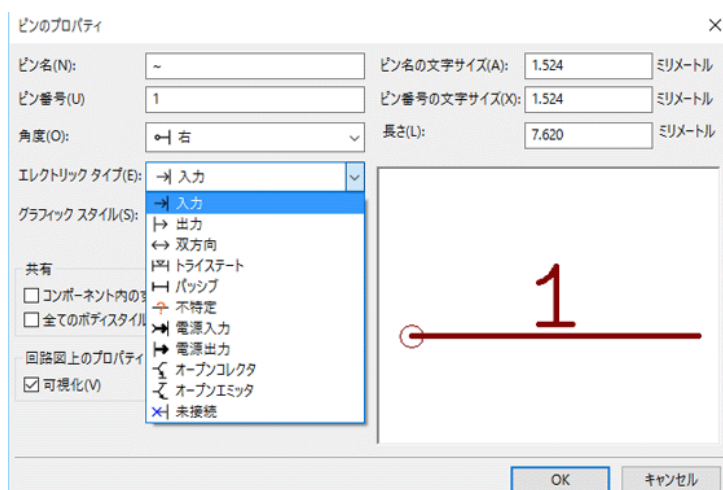 ピンのプロパティ
ピン名(N): ~ ピン名の文字サイズ(A): 1.524 ミリメートル
ピン番号(U) 1 ピン番号の文字サイズ(X): 1.524 ミリメートル
角度(O): 右 長さ(L): 7.620 ミリメートル
エレクトリック タイプ(E): 入力
グラフィック スタイル(S):
入力
出力
双方向
トライステート
パッシブ
不特定
電源入力
電源出力
オープンコレクタ
オープンエミッタ
未接続
共有
コンポーネント内の
全てのボディスタイル
回路図上のプロパティ
可視化(V)
1
OK キャンセル